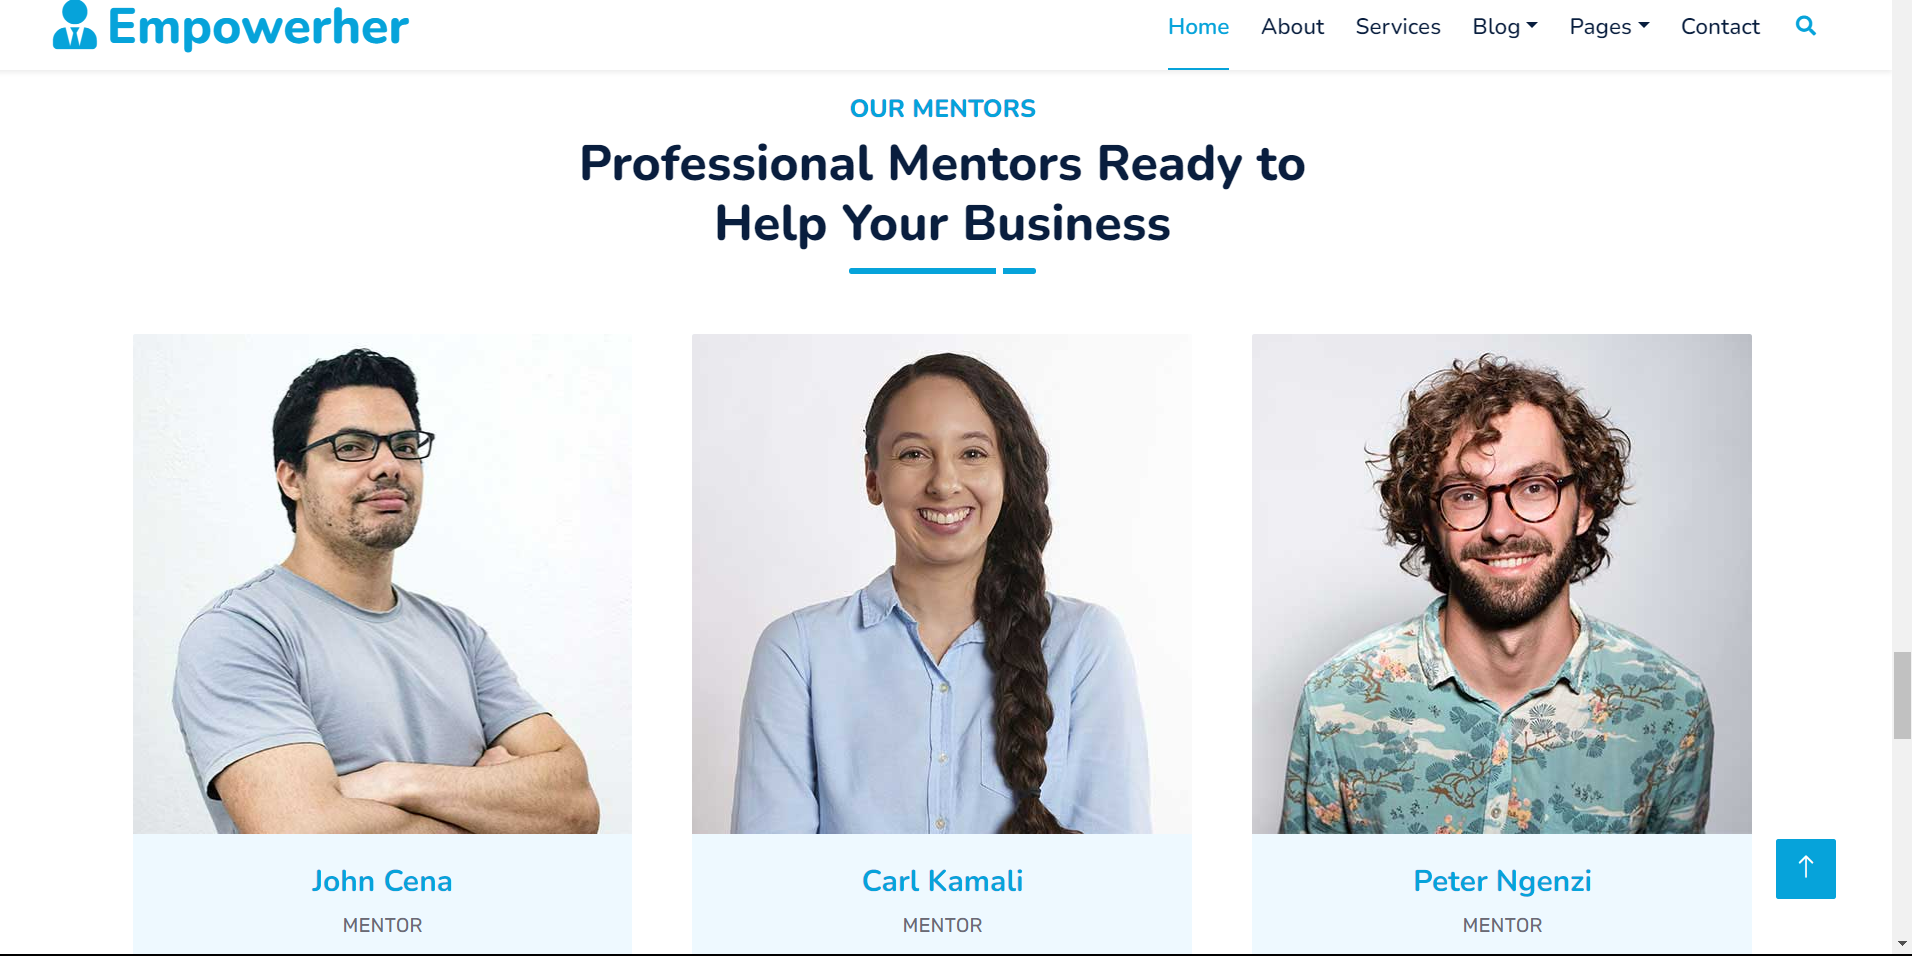 Empowerher
Home About Services Blog Pages Contact
OUR MENTORS
Professional Mentors Ready to
Help Your Business
John Cena
MENTOR
Carl Kamali
MENTOR
Peter Ngenzi
MENTOR